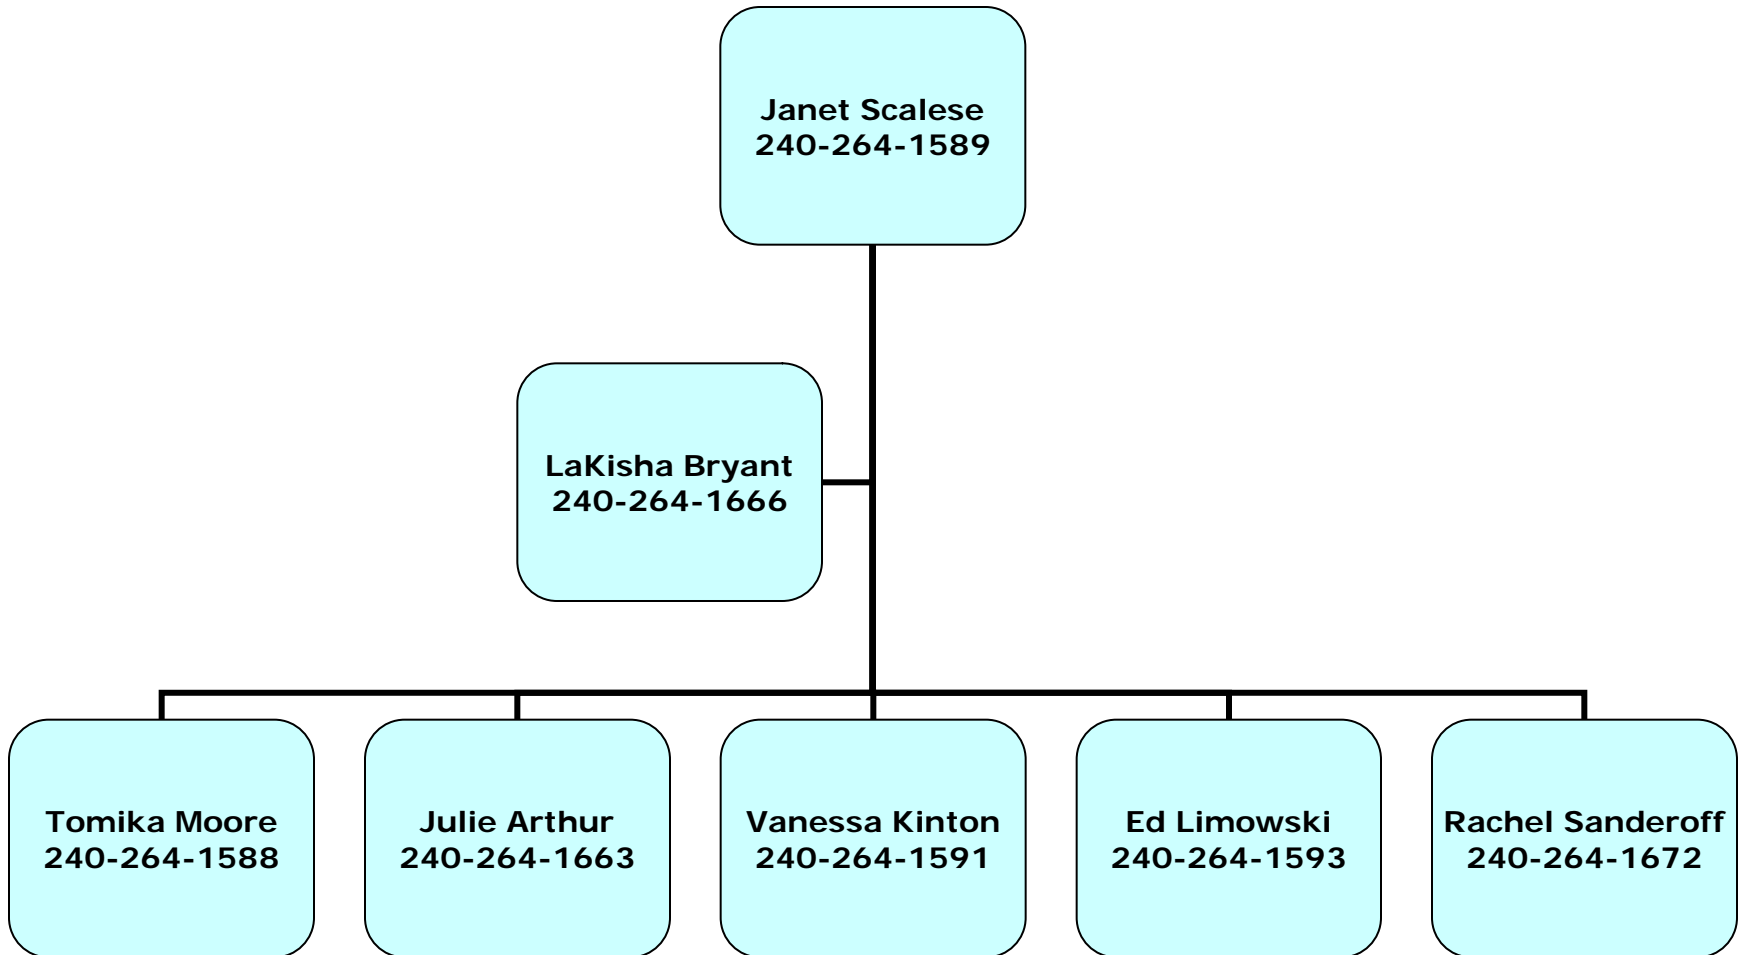 Janet Scalese
240-264-1589
LaKisha Bryant
240-264-1666
Tomika Moore
240-264-1588
Julie Arthur
240-264-1663
Vanessa Kinton
240-264-1591
Ed Limowski
240-264-1593
Rachel Sanderoff
240-264-1672